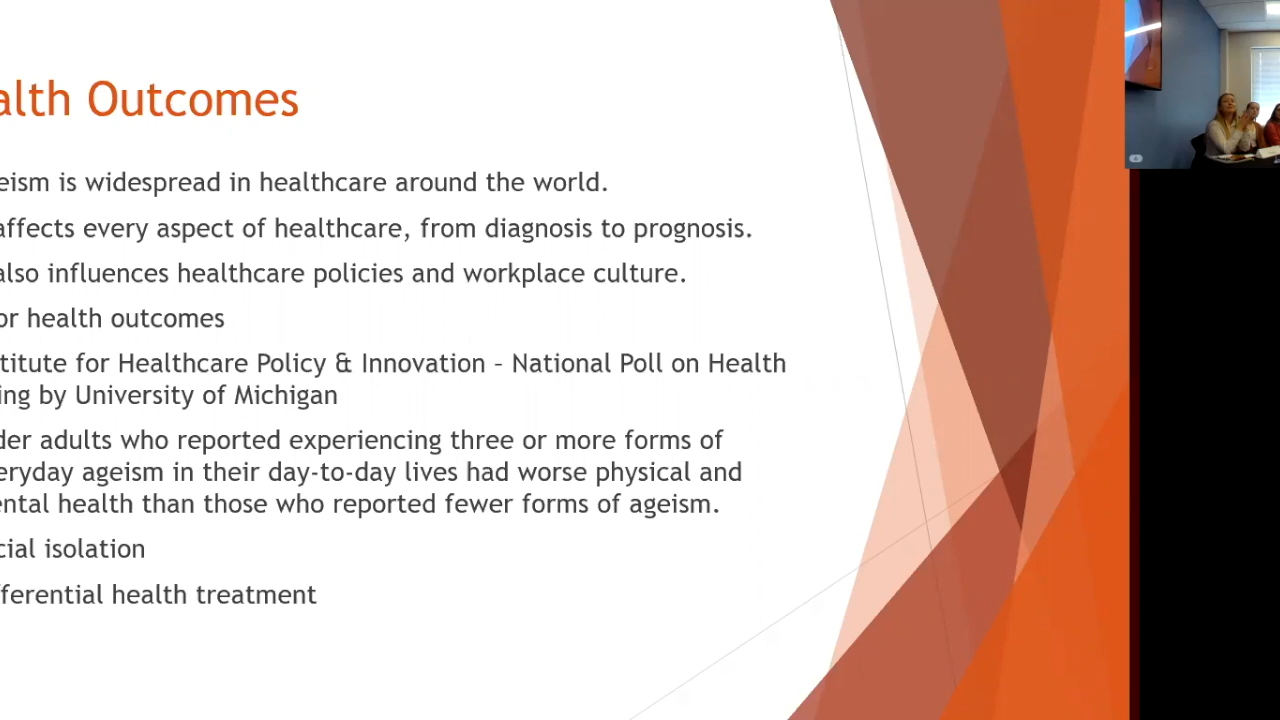 alth Outcomes
eism is widespread in healthcare around the world.
affects every aspect of healthcare, from diagnosis to prognosis.
also influences healthcare policies and workplace culture.
or health outcomes
titute for Healthcare Policy & Innovation – National Poll on Health
ing by University of Michigan
der adults who reported experiencing three or more forms of
eryday ageism in their day-to-day lives had worse physical and
ental health than those who reported fewer forms of ageism.
cial isolation
fferential health treatment